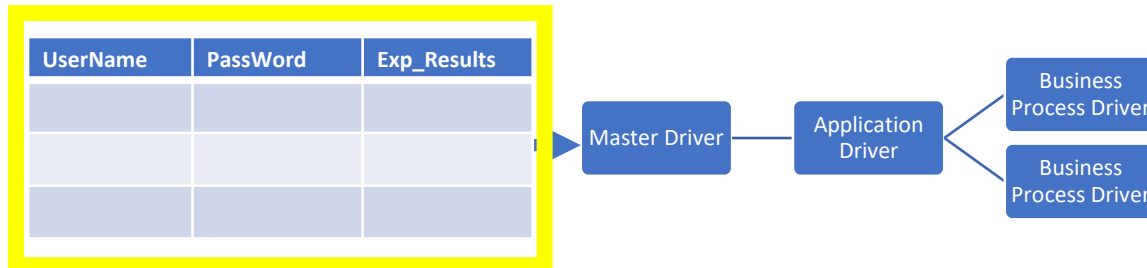 UserName PassWord Exp_Results
Master Driver
Application
Driver
Business
Process Driver
Business
Process Driver